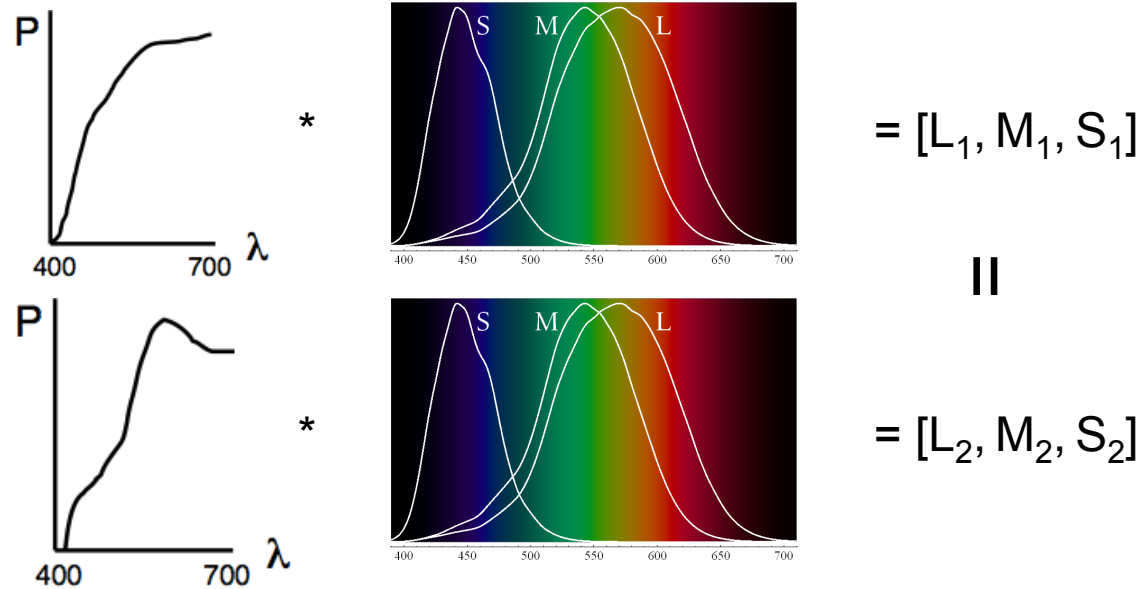 P
400 700 λ
*
S M L
400 450 500 550 600 650 700
= [L₁, M₁, S₁]
=
P
400 700 λ
*
S M L
400 450 500 550 600 650 700
= [L₂, M₂, S₂]